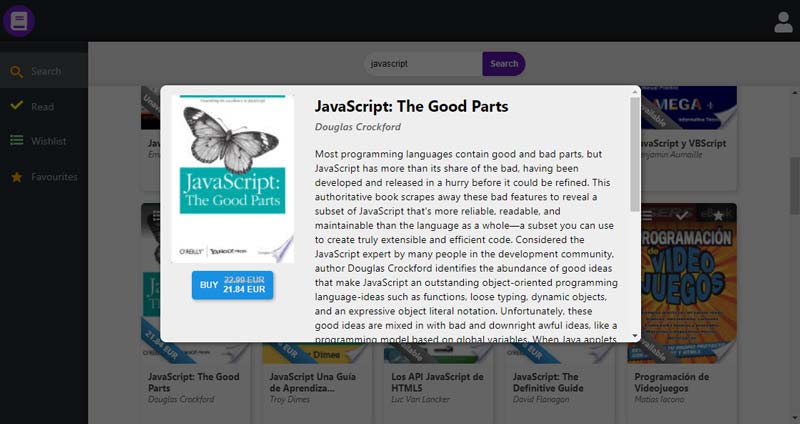 javascript
Search
Search
Read
Wishlist
Favourites
MEGA +
JavaScript y VBScript
JavaScript: The Good Parts
Douglas Crockford
Most programming languages contain good and bad parts, but
JavaScript has more than its share of the bad, having been
developed and released in a hurry before it could be refined. This
authoritative book scrapes away these bad features to reveal a
subset of JavaScript that's more reliable, readable, and
maintainable than the language as a whole—a subset you can use
to create truly extensible and efficient code. Considered the
JavaScript expert by many people in the development community,
author Douglas Crockford identifies the abundance of good ideas
that make JavaScript an outstanding object-oriented programming
language-ideas such as functions, loose typing, dynamic objects,
and an expressive object literal notation. Unfortunately, these
good ideas are mixed in with bad and downright awful ideas, like a
programming model based on global variables. When Java applets
JavaScript:
The Good Parts
O'REILLY
YAHOO! PRESS
BUY
22.99 EUR
21.84 EUR
PROGRAMACIÓN
DE
VIDEO
JUEGOS
JavaScript: The Good
Parts
Douglas Crockford
JavaScript Una Guía
de Aprendiza...
Troy Dimes
Los API JavaScript de
HTML5
Luc Van Lancker
JavaScript: The
Definitive Guide
David Flanagan
Programación de
Videojuegos
Matías Iacono